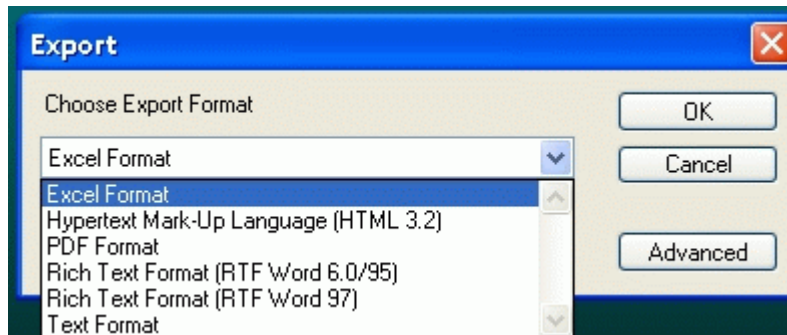 Export
Choose Export Format
OK
Excel Format
Cancel
Excel Format
Hypertext Mark-Up Language (HTML 3.2)
PDF Format
Advanced
Rich Text Format (RTF Word 6.0/95)
Rich Text Format (RTF Word 97)
Text Format